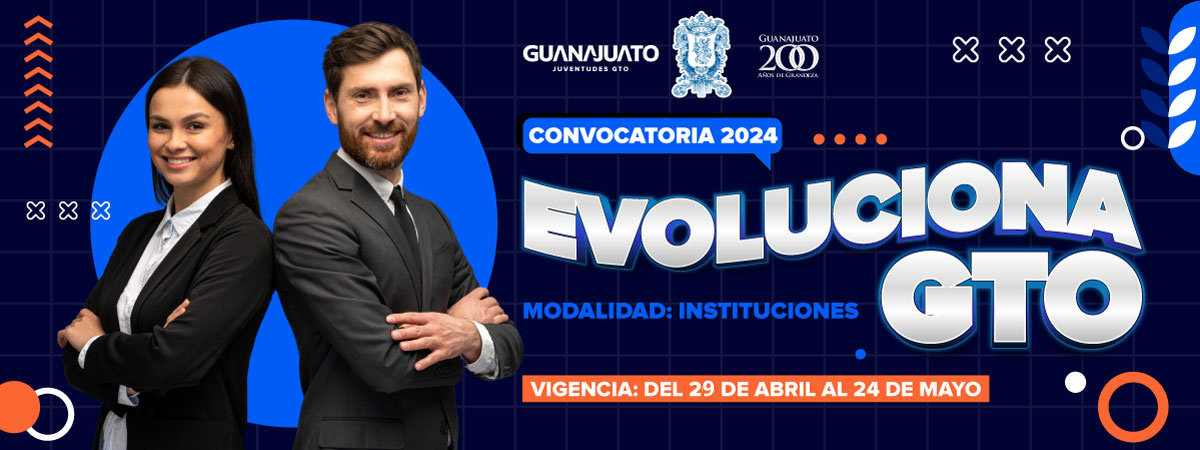 GUANAJUATO
JUVENTUDES GTO
GUANAJUATO
200
AÑOS DE GRANDEZA
CONVOCATORIA 2024
EVOLUCIONA
GTO
MODALIDAD: INSTITUCIONES
VIGENCIA: DEL 29 DE ABRIL AL 24 DE MAYO